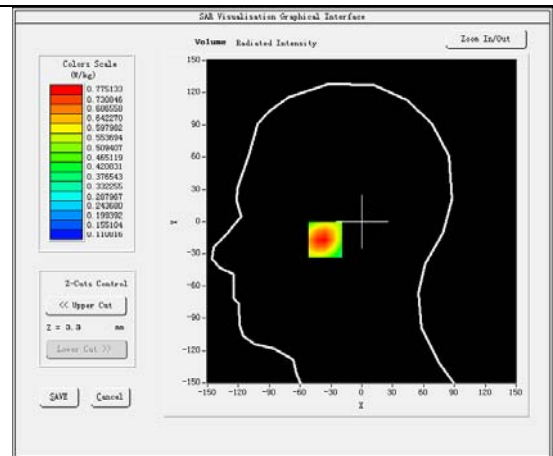 SAR Visualisation Graphical Interface
Volume Radiated Intensity
Zoom In/Out
Colors Scale
(W/kg)
0.775133
0.730846
0.686558
0.642270
0.597982
0.553694
0.509407
0.465119
0.420831
0.376543
0.332255
0.287967
0.243680
0.199392
0.155104
0.110816
Z-Cuts Control
<< Upper Cut
Z = 3.3 mm
Lower Cut >>
SAVE Cancel
150
120
90
60
30
0
-30
-60
-90
-120
-150
Y
-150 -120 -90 -60 -30 0 30 60 90 120 150
X